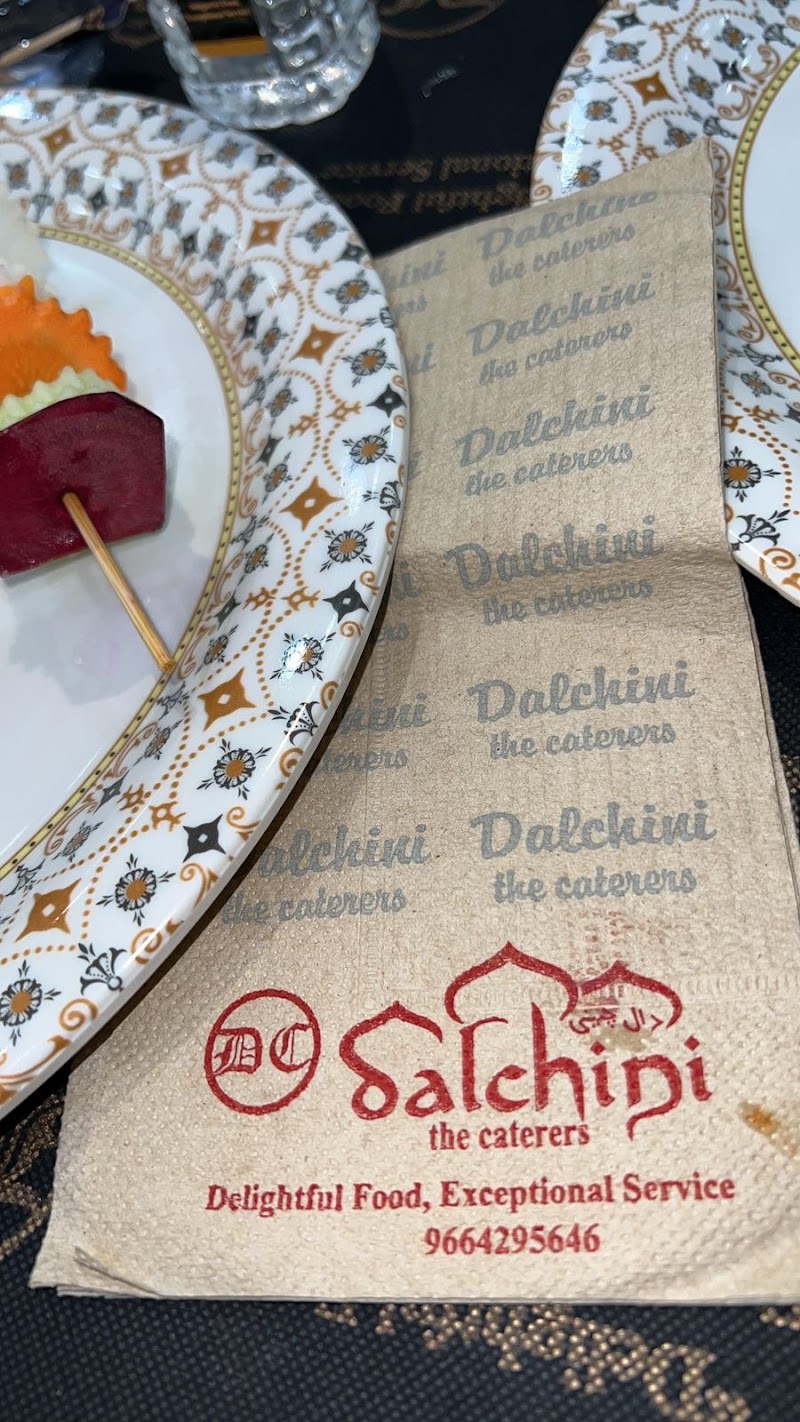 Dalchini
the caterers
Dalchini
the caterers
Dalchini
the caterers
Dalchini
the caterers
Dalchini
the caterers
Dalchini
the caterers
DC
دال چینی
Dalchini
the caterers
Delightful Food, Exceptional Service
9664295646